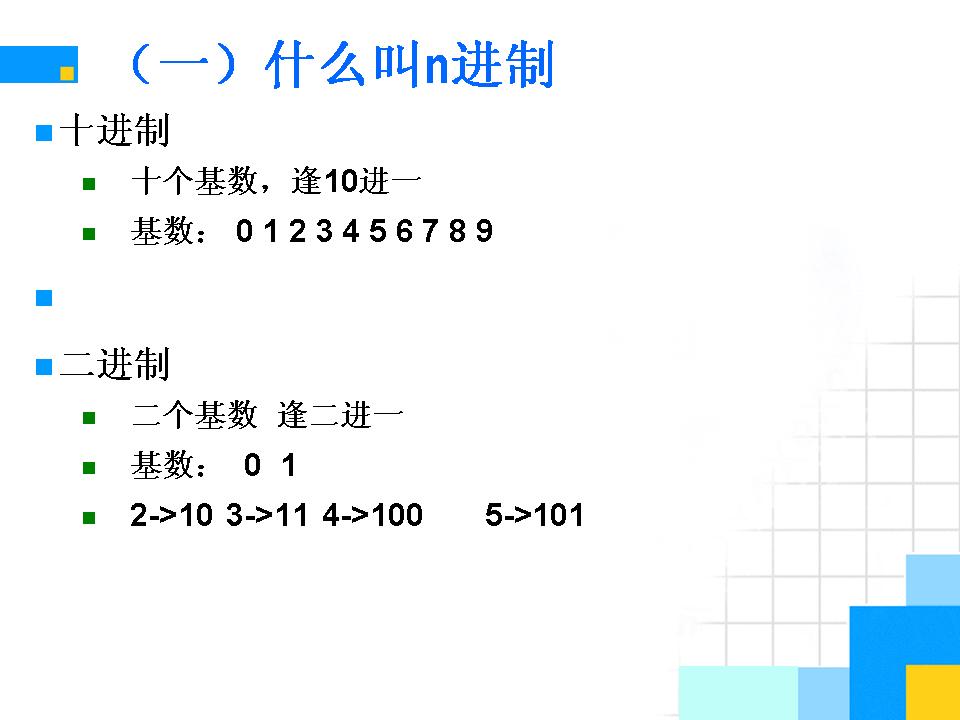 （一）什么叫n进制
十进制
十个基数，逢10进一
基数： 0 1 2 3 4 5 6 7 8 9
二进制
二个基数 逢二进一
基数： 0 1
2->10 3->11 4->100 5->101